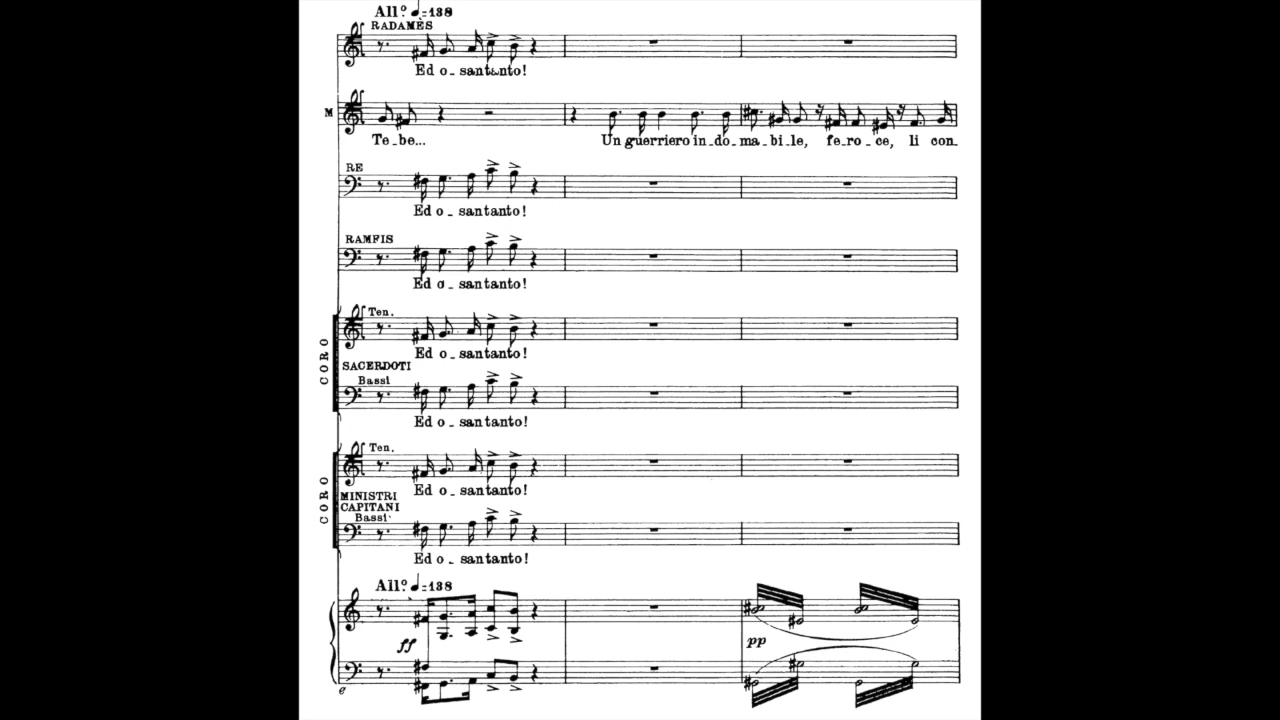 All.º ♩=138
RADAMÈS
Ed o_santanto!
M
Te_be... Un guerriero in_do_ma_bi_le, fe_ro_ce, li con_
RE
Ed o_santanto!
RAMFIS
Ed o_santanto!
CORO
Ten.
Ed o_santanto!
SACERDOTI
Bassi
Ed o_santanto!
CORO
Ten.
Ed o_santanto!
MINISTRI
CAPITANI
Bassi
Ed o_santanto!
All.º ♩=138
ff
pp
e